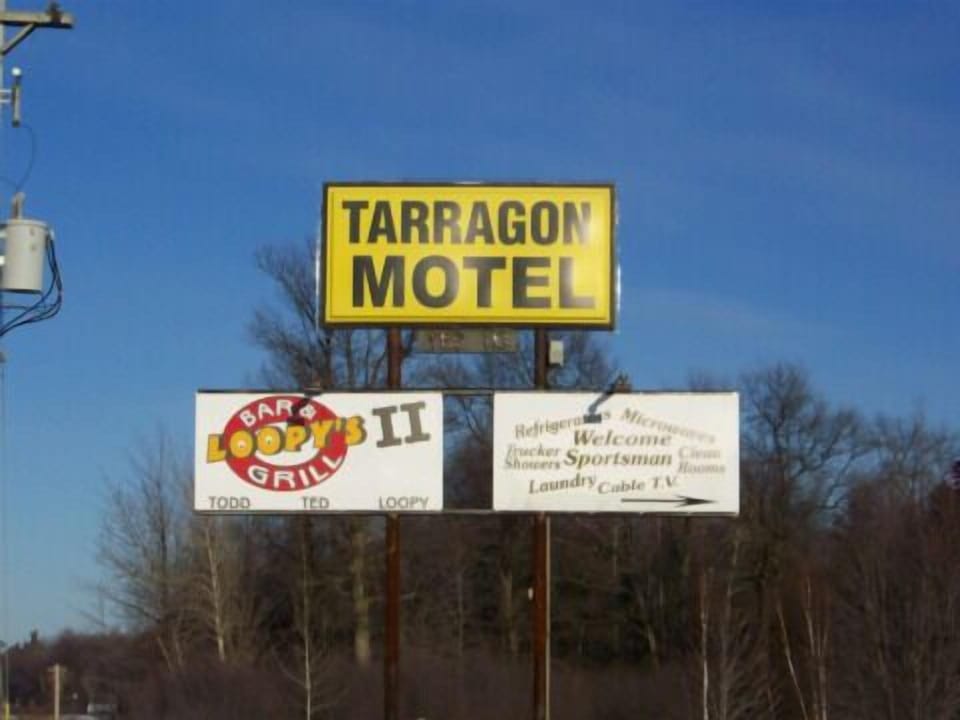 TARRAGON
MOTEL
BAR &
LOOPY'S II
GRILL
TODD TED LOOPY
Refrigerators Microwaves
Welcome
Trucker Showers
Sportsman
Clean Rooms
Laundry Cable T.V.